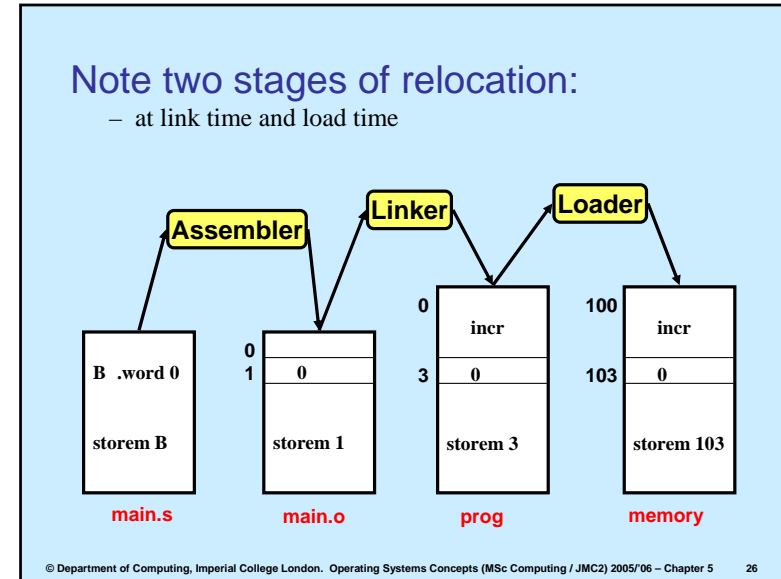 Note two stages of relocation:
– at link time and load time
Assembler
Linker
Loader
B .word 0
storem B
main.s
0
1 0
storem 1
main.o
0
incr
3 0
storem 3
prog
100
incr
103 0
storem 103
memory
© Department of Computing, Imperial College London. Operating Systems Concepts (MSc Computing / JMC2) 2005/'06 – Chapter 5 26